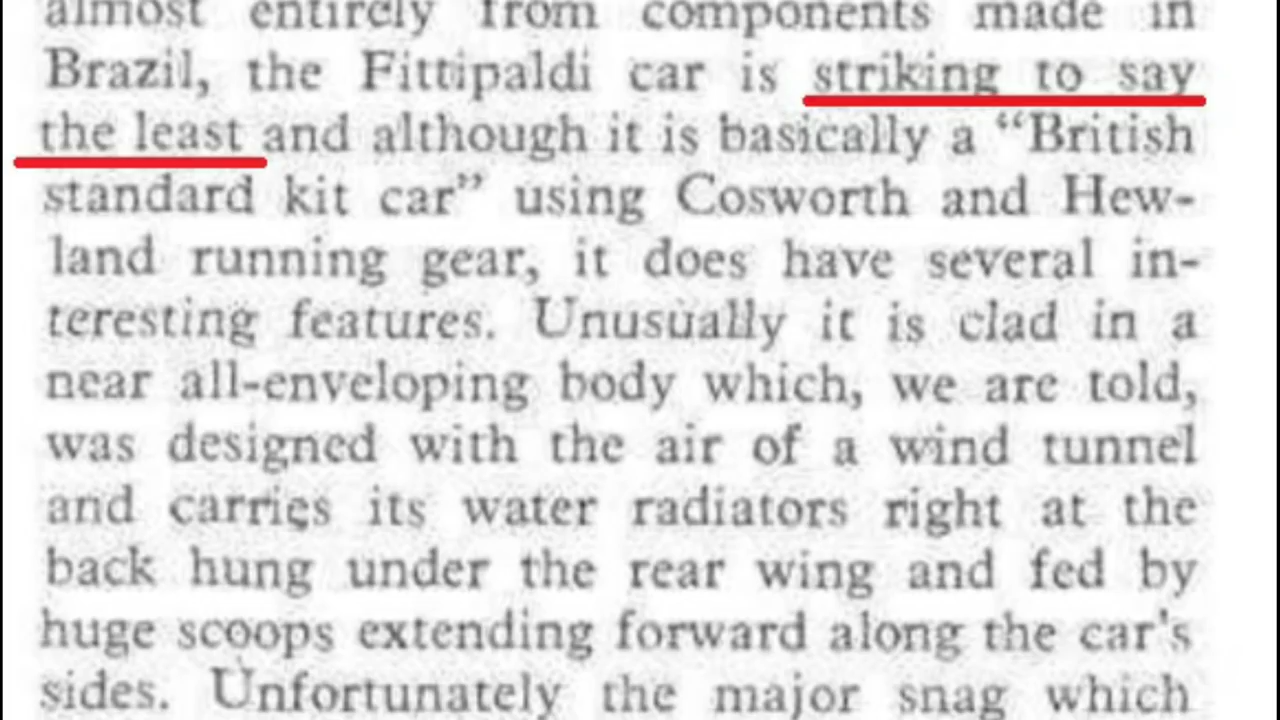 almost entirely from components made in
Brazil, the Fittipaldi car is striking to say
the least and although it is basically a “British
standard kit car” using Cosworth and Hew-
land running gear, it does have several in-
teresting features. Unusually it is clad in a
near all-enveloping body which, we are told,
was designed with the air of a wind tunnel
and carries its water radiators right at the
back hung under the rear wing and fed by
huge scoops extending forward along the car's
sides. Unfortunately the major snag which